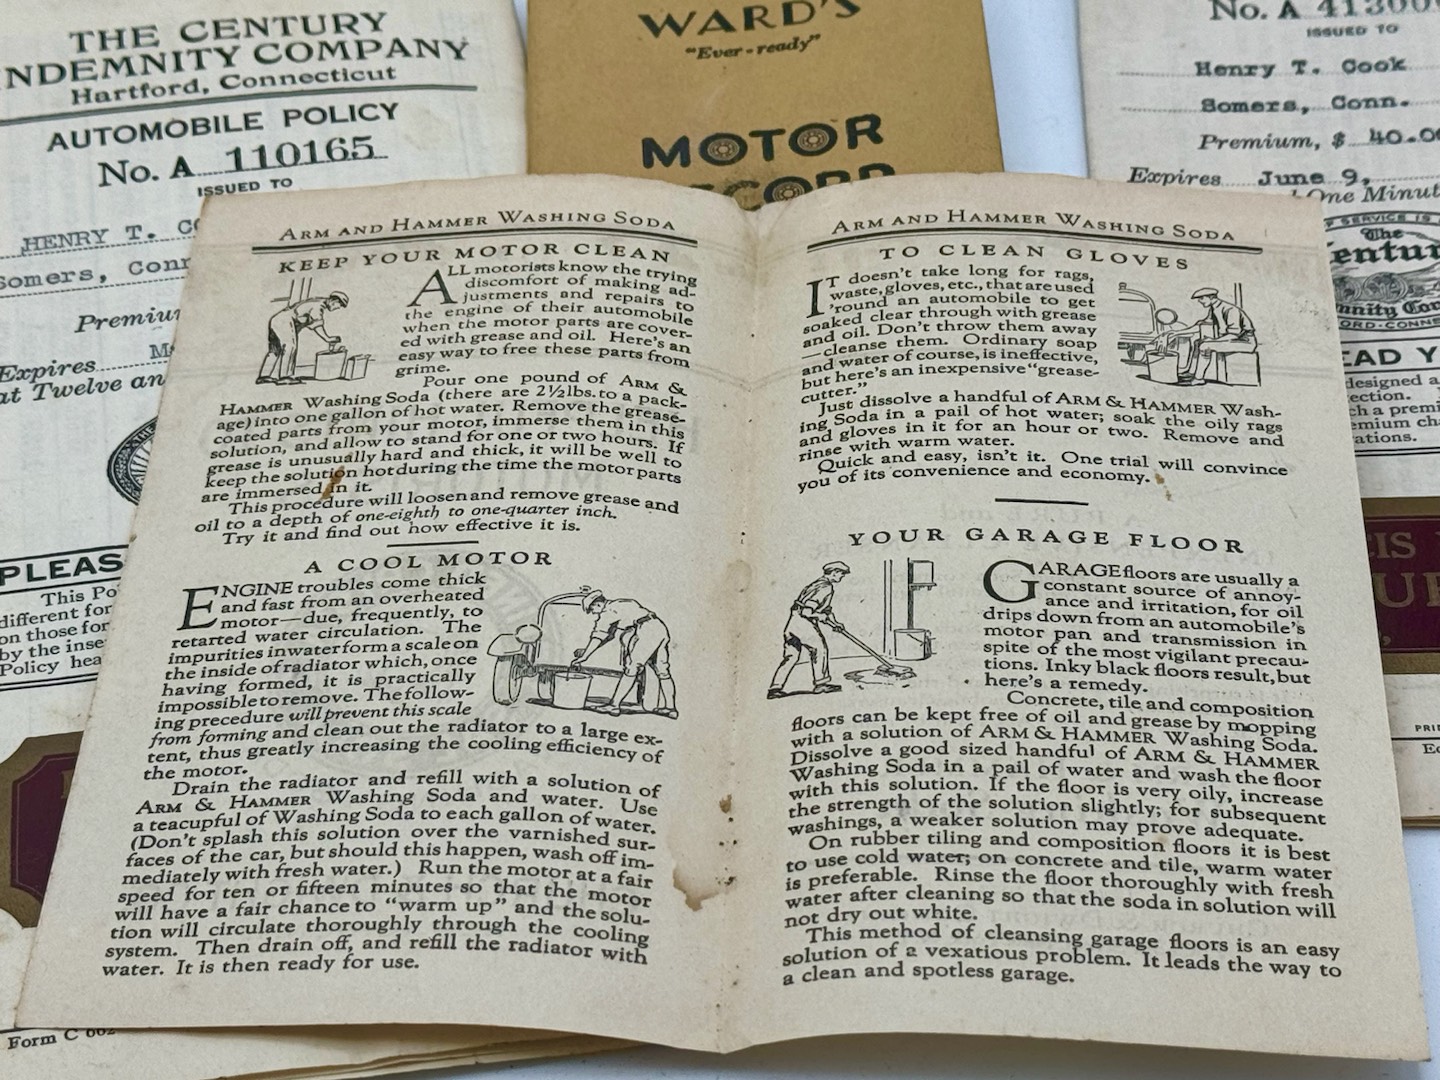 THE CENTURY
NDEMNITY COMPANY
Hartford, Connecticut
AUTOMOBILE POLICY
No. A 110165
ISSUED TO
HENRY T.
Somers, Conn
Premium
Expires
at Twelve an
PLEAS
This Po
different for
on those for
by the inse
Policy hea
Form C
WARD'S
"Ever-ready"
MOTOR
No. A 41300
ISSUED TO
Henry T. Cook
Somers, Conn.
Premium, $ 40.00
Expires June 9,
One Minut
SERVICE IS
The
entur
mnity Co
ORD-CONNE
EAD Y
designed a
ection.
ch a premi
emium cha
ations.
ARM AND HAMMER WASHING SODA
KEEP YOUR MOTOR CLEAN
ALL motorists know the trying
discomfort of making ad-
justments and repairs to
the engine of their automobile
when the motor parts are cover-
ed with grease and oil. Here's an
easy way to free these parts from
grime.
Pour one pound of ARM &
HAMMER Washing Soda (there are 2½ lbs. to a pack-
age) into one gallon of hot water. Remove the grease-
coated parts from your motor, immerse them in this
solution, and allow to stand for one or two hours. If
grease is unusually hard and thick, it will be well to
keep the solution hot during the time the motor parts
are immersed in it.
This procedure will loosen and remove grease and
oil to a depth of one-eighth to one-quarter inch.
Try it and find out how effective it is.
A COOL MOTOR
ENGINE troubles come thick
and fast from an overheated
motor—due, frequently, to
retarted water circulation. The
impurities in water form a scale on
the inside of radiator which, once
having formed, it is practically
impossible to remove. The follow-
ing precedure will prevent this scale
from forming and clean out the radiator to a large ex-
tent, thus greatly increasing the cooling efficiency of
the motor.
Drain the radiator and refill with a solution of
ARM & HAMMER Washing Soda and water. Use
a teacupful of Washing Soda to each gallon of water.
(Don't splash this solution over the varnished sur-
faces of the car, but should this happen, wash off im-
mediately with fresh water.) Run the motor at a fair
speed for ten or fifteen minutes so that the motor
will have a fair chance to "warm up" and the solu-
tion will circulate thoroughly through the cooling
system. Then drain off, and refill the radiator with
water. It is then ready for use.
ARM AND HAMMER WASHING SODA
TO CLEAN GLOVES
IT doesn't take long for rags,
waste, gloves, etc., that are used
'round an automobile to get
soaked clear through with grease
and oil. Don't throw them away
—cleanse them. Ordinary soap
and water of course, is ineffective,
but here's an inexpensive "grease-
cutter."
Just dissolve a handful of ARM & HAMMER Wash-
ing Soda in a pail of hot water; soak the oily rags
and gloves in it for an hour or two. Remove and
rinse with warm water.
Quick and easy, isn't it. One trial will convince
you of its convenience and economy.
YOUR GARAGE FLOOR
GARAGE floors are usually a
constant source of annoy-
ance and irritation, for oil
drips down from an automobile's
motor pan and transmission in
spite of the most vigilant precau-
tions. Inky black floors result, but
here's a remedy.
Concrete, tile and composition
floors can be kept free of oil and grease by mopping
with a solution of ARM & HAMMER Washing Soda.
Dissolve a good sized handful of ARM & HAMMER
Washing Soda in a pail of water and wash the floor
with this solution. If the floor is very oily, increase
the strength of the solution slightly; for subsequent
washings, a weaker solution may prove adequate.
On rubber tiling and composition floors it is best
to use cold water; on concrete and tile, warm water
is preferable. Rinse the floor thoroughly with fresh
water after cleaning so that the soda in solution will
not dry out white.
This method of cleansing garage floors is an easy
solution of a vexatious problem. It leads the way to
a clean and spotless garage.